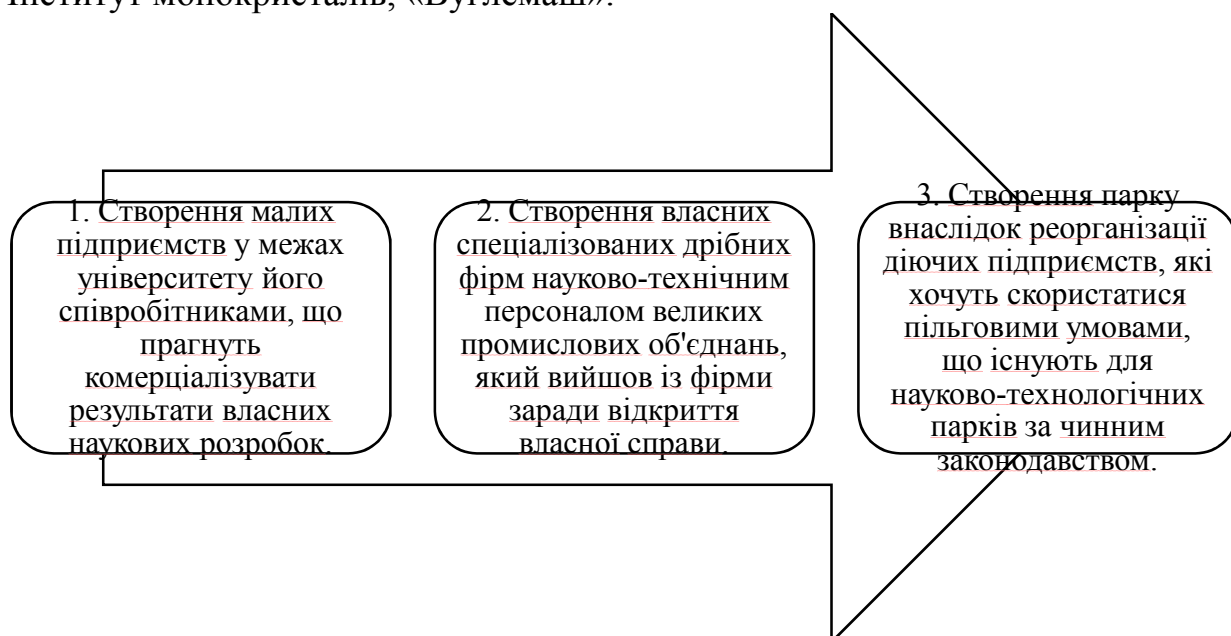 Інститут монокристалів, «Вуглемаш».
1. Створення малих
підприємств у межах
університету його
співробітниками, що
прагнуть
комерціалізувати
результати власних
наукових розробок.
2. Створення власних
спеціалізованих дрібних
фірм науково-технічним
персоналом великих
промислових об'єднань,
який вийшов із фірми
заради відкриття
власної справи.
3. Створення парку
внаслідок реорганізації
діючих підприємств, які
хочуть скористатися
пільговими умовами,
що існують для
науково-технологічних
парків за чинним
законодавством.